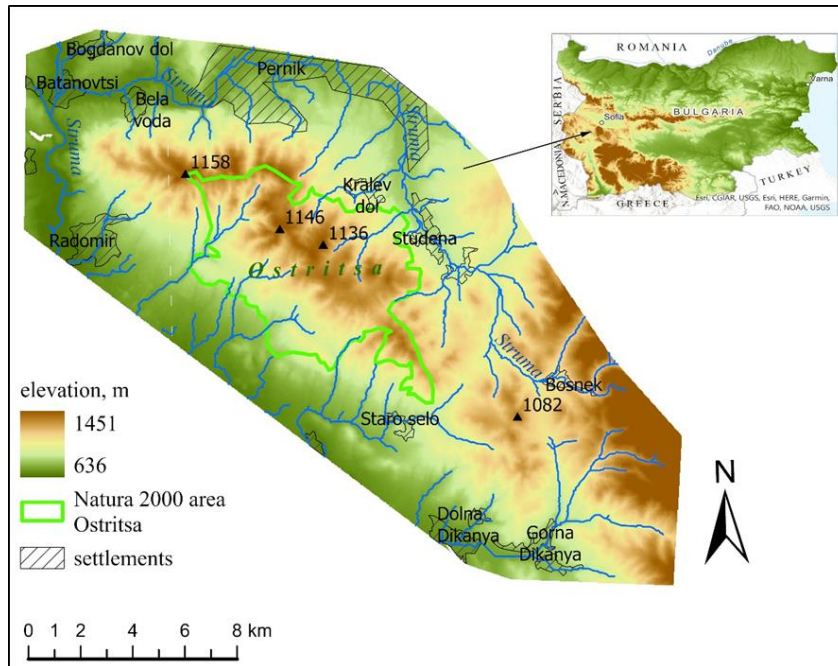 Bogdanov dol
Batanovtsi
Struma
Pernik
Bela
voda
Struma
Struma
1158
Kralev
dol
1146
1136
Studena
Radomir
Ostritsa
Struma
Bosnek
1082
Staro selo
Dolna
Dikanya
Gorna
Dikanya
ROMANIA
Danube
Varna
SERBIA
BULGARIA
Sofia
N.MACEDONIA
TURKEY
GREECE
Esri, CGIAR, USGS, Esri, HERE, Garmin,
FAO, NOAA, USGS
elevation, m
1451
636
Natura 2000 area
Ostritsa
settlements
N
0 1 2 4 6 8 km